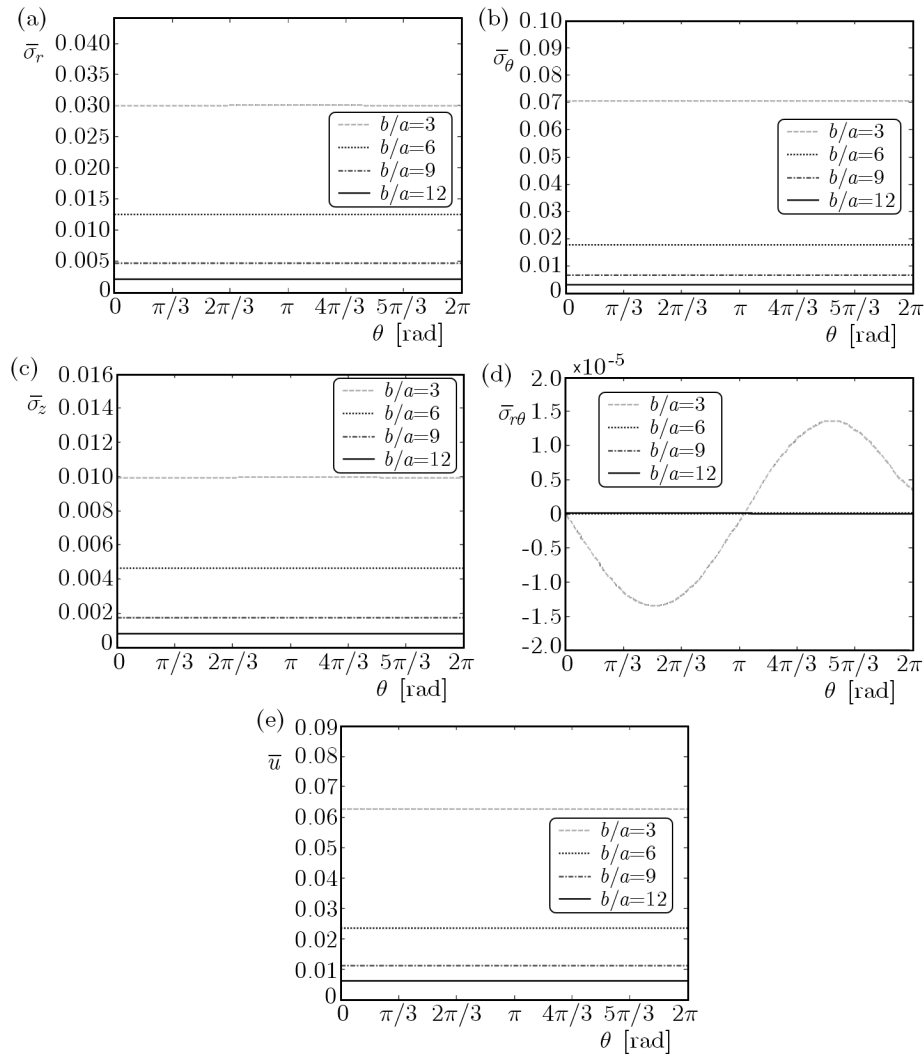 (a)
σ̅r
0.040
0.035
0.030
0.025
0.020
0.015
0.010
0.005
0
0 π/3 2π/3 π 4π/3 5π/3 2π
θ [rad]
b/a=3
b/a=6
b/a=9
b/a=12
(b)
σ̅θ
0.10
0.09
0.08
0.07
0.06
0.05
0.04
0.03
0.02
0.01
0
0 π/3 2π/3 π 4π/3 5π/3 2π
θ [rad]
b/a=3
b/a=6
b/a=9
b/a=12
(c)
σ̅z
0.016
0.014
0.012
0.010
0.008
0.006
0.004
0.002
0
0 π/3 2π/3 π 4π/3 5π/3 2π
θ [rad]
b/a=3
b/a=6
b/a=9
b/a=12
(d)
×10⁻⁵
σ̅rθ
2.0
1.5
1.0
0.5
0
-0.5
-1.0
-1.5
-2.0
0 π/3 2π/3 π 4π/3 5π/3 2π
θ [rad]
b/a=3
b/a=6
b/a=9
b/a=12
(e)
u̅
0.09
0.08
0.07
0.06
0.05
0.04
0.03
0.02
0.01
0
0 π/3 2π/3 π 4π/3 5π/3 2π
θ [rad]
b/a=3
b/a=6
b/a=9
b/a=12